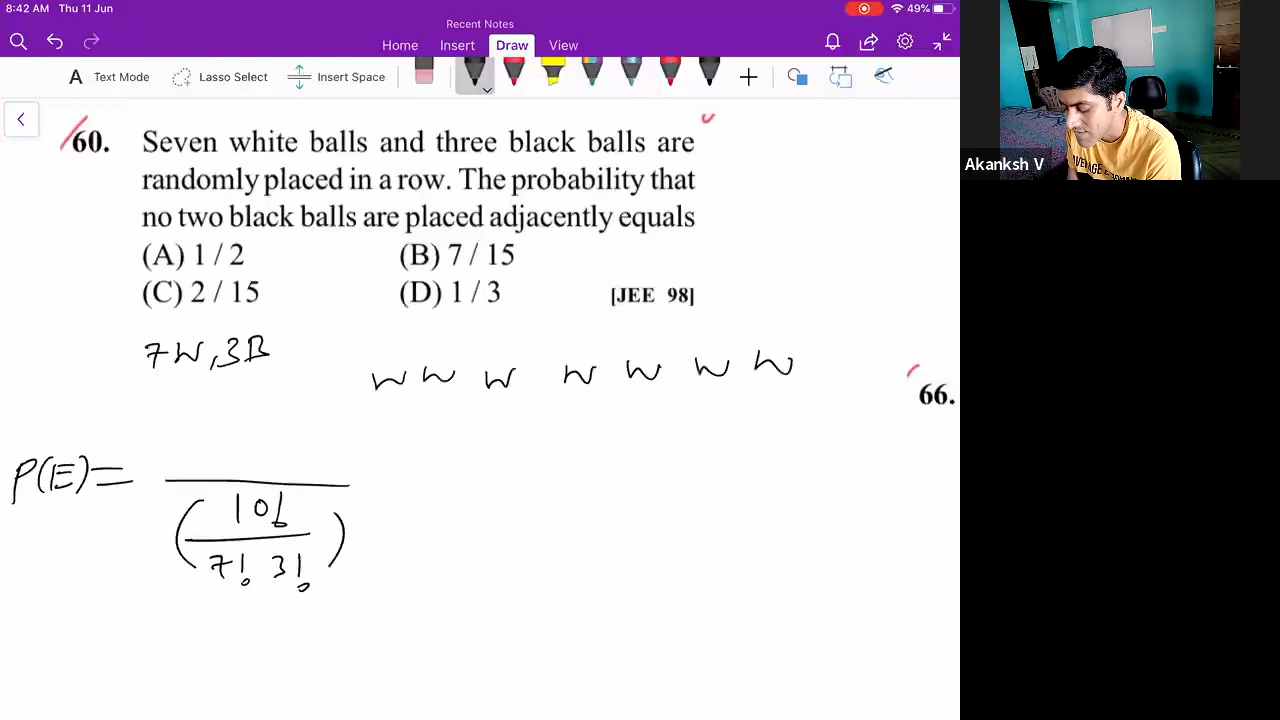 8:42 AM Thu 11 Jun
49%
Recent Notes
Home Insert Draw View
Text Mode Lasso Select Insert Space
Akanksh V
60. Seven white balls and three black balls are
randomly placed in a row. The probability that
no two black balls are placed adjacently equals
(A) 1 / 2 (B) 7 / 15
(C) 2 / 15 (D) 1 / 3 [JEE 98]
7W, 3B
W W W W W W W
66.
P(E)=
10!
7! 3!